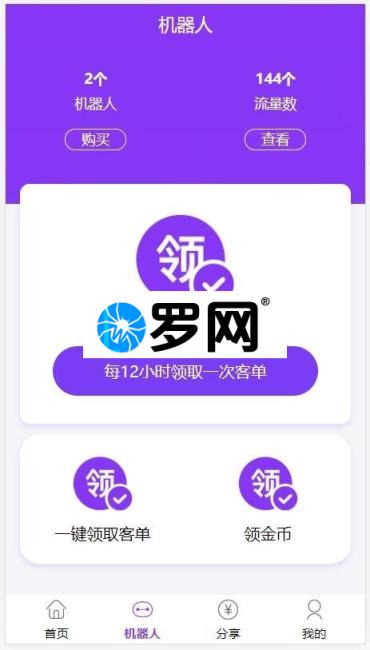 机器人
2个
144个
机器人
流量数
购买
查看
领
罗网®
每12小时领取一次客单
领
领
一键领取客单
领金币
首页
机器人
¥
分享
我的